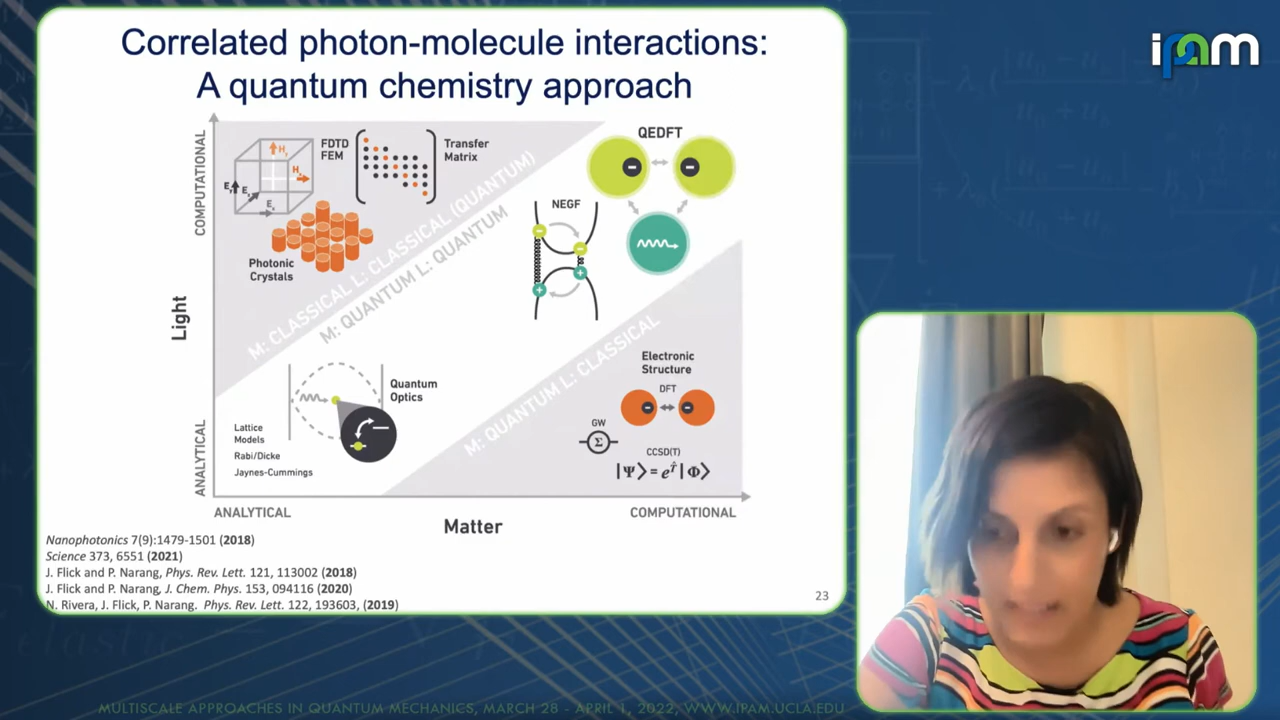 Correlated photon-molecule interactions:
A quantum chemistry approach
ipam
COMPUTATIONAL
ANALYTICAL
Light
FDTD
FEM
Transfer
Matrix
Photonic
Crystals
M: CLASSICAL L: CLASSICAL (QUANTUM)
M: QUANTUM L: QUANTUM
M: QUANTUM L: CLASSICAL
NEGF
QEDFT
Quantum
Optics
Lattice
Models
Rabi/Dicke
Jaynes-Cummings
Electronic
Structure
DFT
GW
Σ
CCSD(T)
|Ψ⟩ = e^T̂ |Φ⟩
ANALYTICAL
COMPUTATIONAL
Matter
Nanophotonics 7(9):1479-1501 (2018)
Science 373, 6551 (2021)
J. Flick and P. Narang, Phys. Rev. Lett. 121, 113002 (2018)
J. Flick and P. Narang, J. Chem. Phys. 153, 094116 (2020)
N. Rivera, J. Flick, P. Narang. Phys. Rev. Lett. 122, 193603, (2019)
23
MULTISCALE APPROACHES IN QUANTUM MECHANICS, MARCH 28 - APRIL 1, 2022, WWW.IPAM.UCLA.EDU